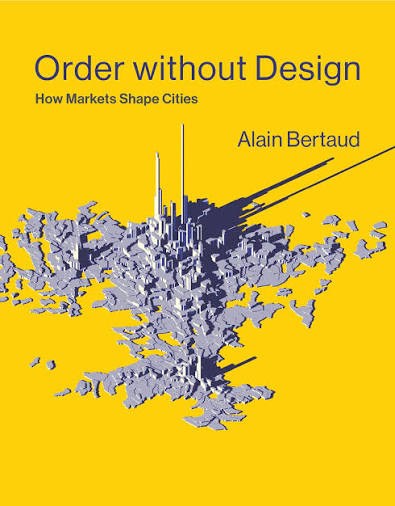 Order without Design
How Markets Shape Cities
Alain Bertaud